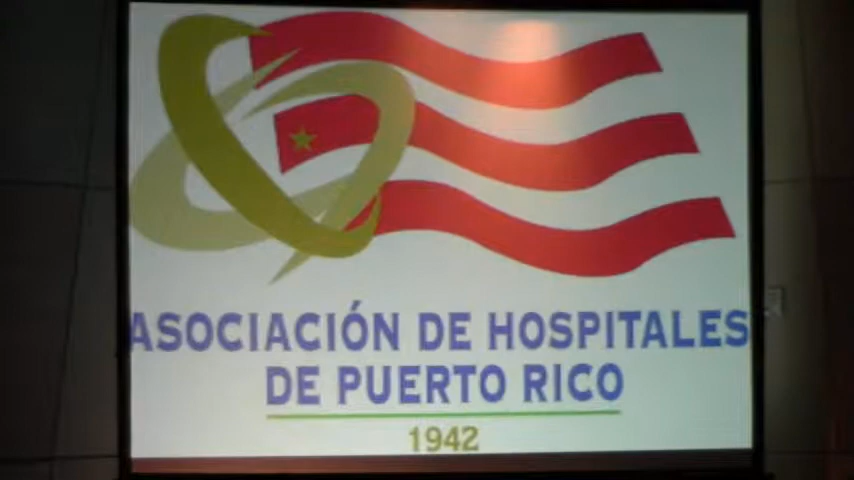 ASOCIACIÓN DE HOSPITALES
DE PUERTO RICO
1942